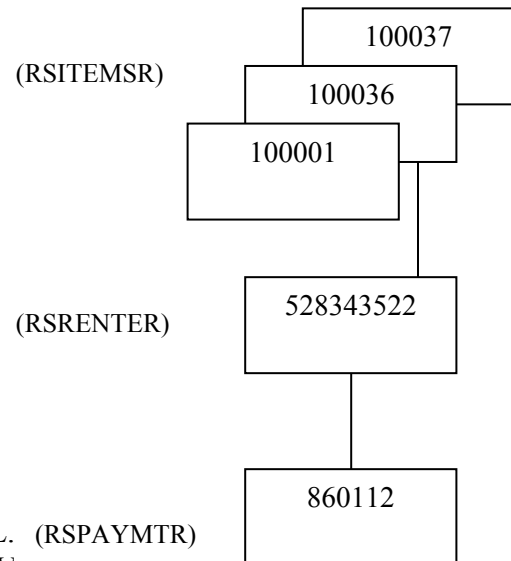 100037
(RSITEMSR)
100036
100001
528343522
(RSRENTER)
860112
L. (RSPAYMTR)